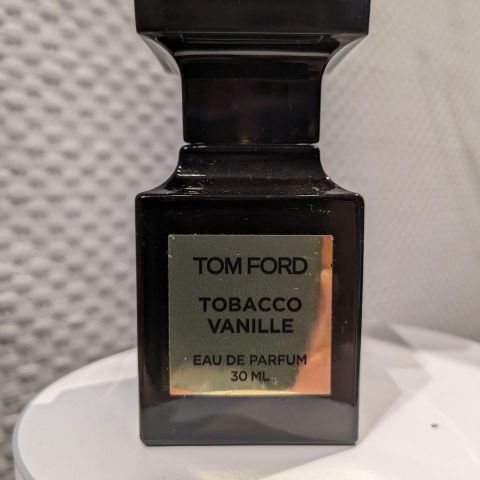 TOM FORD
TOBACCO
VANILLE
EAU DE PARFUM
30 ML